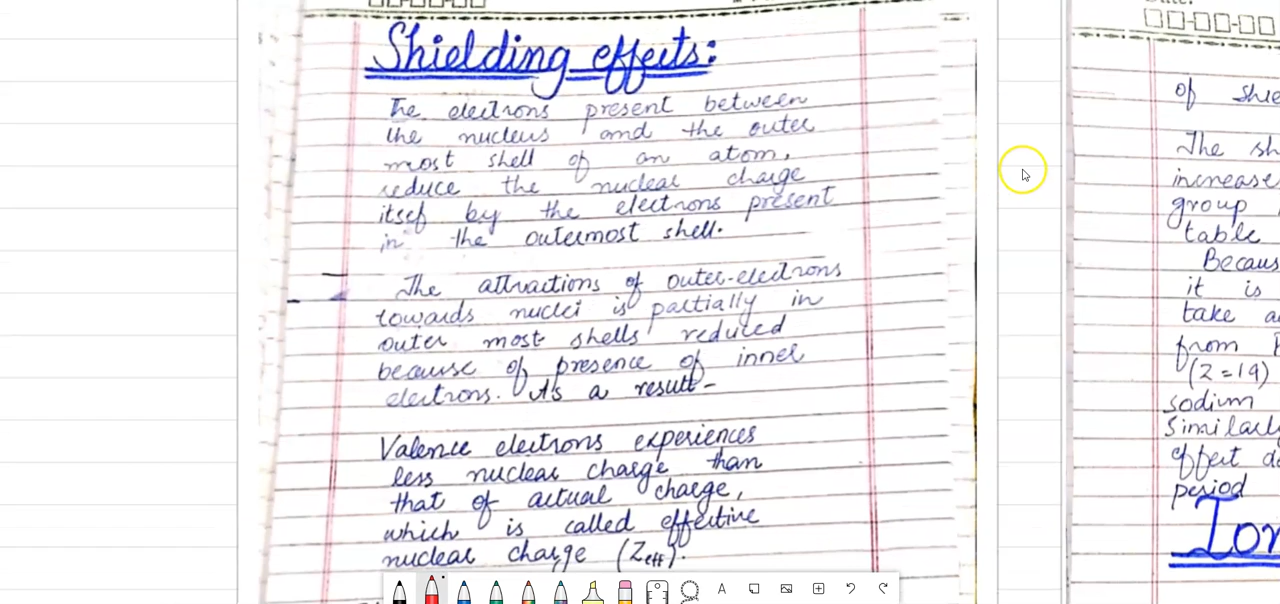 Shielding effects:
The electrons present between
the nucleus and the outer
most shell of an atom,
reduce the nuclear charge
itsef by the electrons present
in the outermost shell.
The attractions of outer-electrons
towards nuclei is partially in
outer most shells reduced
because of presence of innel
electrons. As a result-
Valence electrons experiences
less nuclear charge than
that of actual charge,
which is called effective
nuclear charge (Zeff).
of
The sh
increase
group
table
Becaus
it is
take a
from
(Z=19)
sodium
Similarly
effect d
period
Ion
A